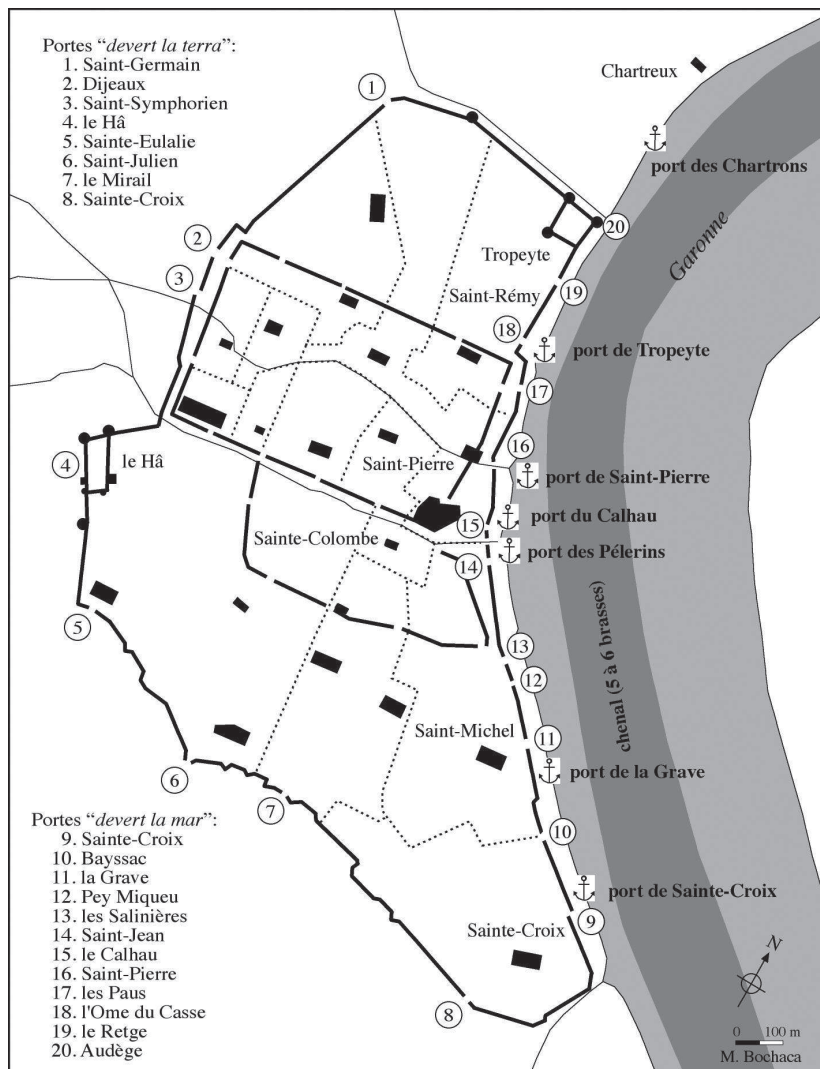 Portes “devert la terra”:
1. Saint-Germain
2. Dijeaux
3. Saint-Symphorien
4. le Hâ
5. Sainte-Eulalie
6. Saint-Julien
7. le Mirail
8. Sainte-Croix
Chartreux
1
port des Chartrons
Garonne
2
20
Tropeyte
3
Saint-Rémy
19
18
port de Tropeyte
17
16
4
le Hâ
Saint-Pierre
port de Saint-Pierre
15
port du Calhau
Sainte-Colombe
14
port des Pélerins
5
13
12
chenal (5 à 6 brasses)
11
Saint-Michel
port de la Grave
6
7
10
port de Sainte-Croix
9
Sainte-Croix
8
Portes “devert la mar”:
9. Sainte-Croix
10. Bayssac
11. la Grave
12. Pey Miqueu
13. les Salinières
14. Saint-Jean
15. le Calhau
16. Saint-Pierre
17. les Paus
18. l'Ome du Casse
19. le Retge
20. Audège
N
0 100 m
M. Bochaca